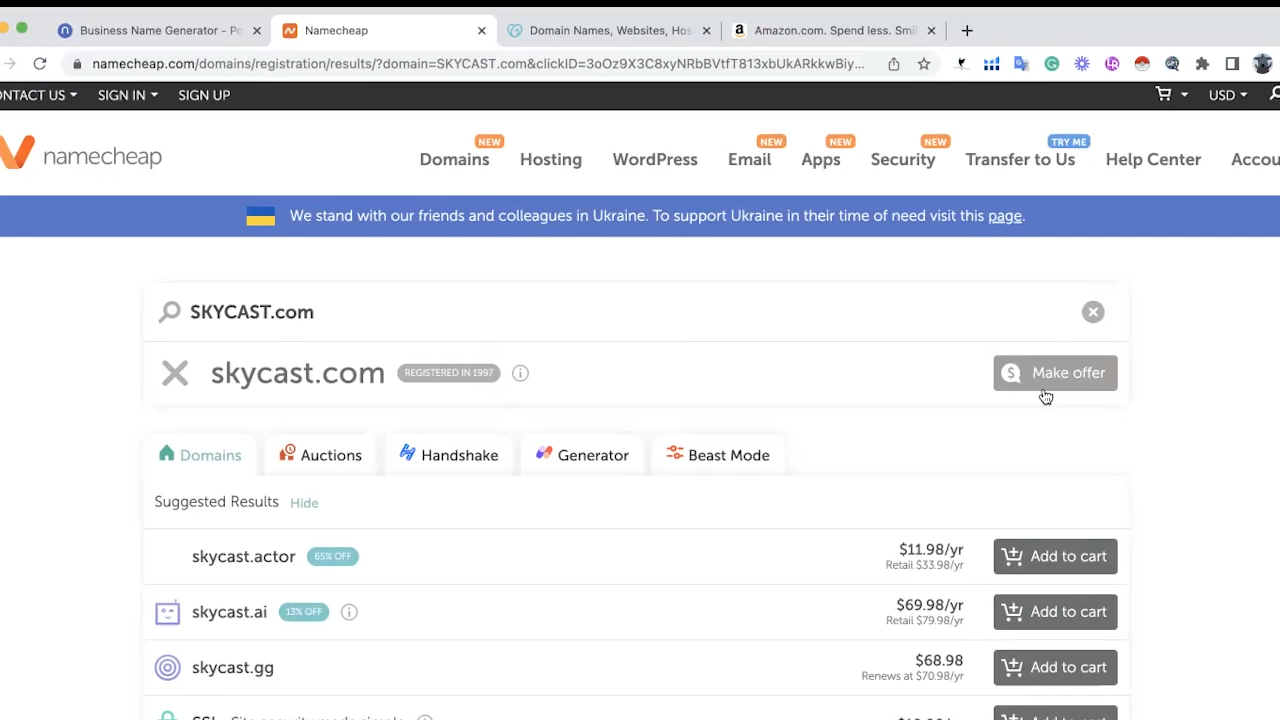 Business Name Generator - Po
Namecheap
Domain Names, Websites, Hos
Amazon.com. Spend less. Smil
namecheap.com/domains/registration/results/?domain=SKYCAST.com&clickID=3oOz9X3C8xyNRbBVtfT813xbUkARkkwBiy...
ONTACT US
SIGN IN
SIGN UP
USD
namecheap
NEW
Domains
Hosting
WordPress
NEW
Email
NEW
Apps
NEW
Security
TRY ME
Transfer to Us
Help Center
Accou
We stand with our friends and colleagues in Ukraine. To support Ukraine in their time of need visit this page.
SKYCAST.com
skycast.com REGISTERED IN 1997
Make offer
Domains
Auctions
Handshake
Generator
Beast Mode
Suggested Results Hide
skycast.actor 65% OFF
$11.98/yr
Retail $33.98/yr
Add to cart
skycast.ai 13% OFF
$69.98/yr
Retail $79.98/yr
Add to cart
skycast.gg
$68.98
Renews at $70.98/yr
Add to cart